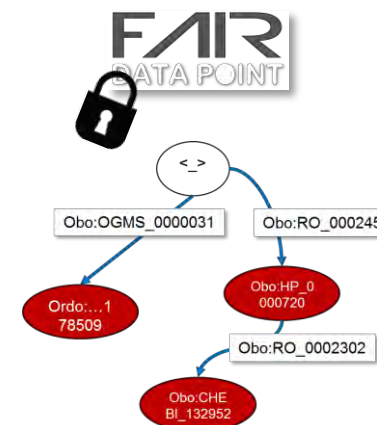 FAIR
DATA POINT
<_>
Obo:OGMS_0000031
Obo:RO_000245
Ordo:...1
78509
Obo:HP_0
000720
Obo:RO_0002302
Obo:CHE
BI_132952